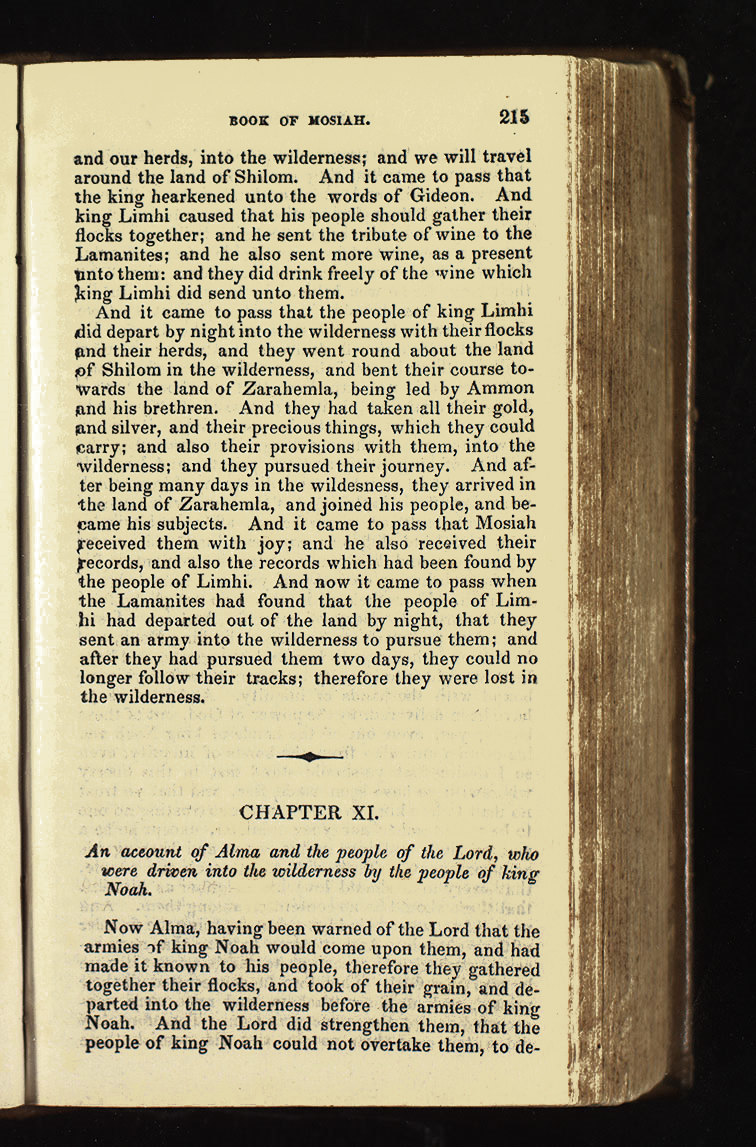 BOOK OF MOSIAH. 215
and our herds, into the wilderness; and we will travel
around the land of Shilom. And it came to pass that
the king hearkened unto the words of Gideon. And
king Limhi caused that his people should gather their
flocks together; and he sent the tribute of wine to the
Lamanites; and he also sent more wine, as a present
unto them: and they did drink freely of the wine which
king Limhi did send unto them.
And it came to pass that the people of king Limhi
did depart by night into the wilderness with their flocks
and their herds, and they went round about the land
of Shilom in the wilderness, and bent their course to-
wards the land of Zarahemla, being led by Ammon
and his brethren. And they had taken all their gold,
and silver, and their precious things, which they could
carry; and also their provisions with them, into the
wilderness; and they pursued their journey. And af-
ter being many days in the wildesness, they arrived in
the land of Zarahemla, and joined his people, and be-
came his subjects. And it came to pass that Mosiah
received them with joy; and he also received their
records, and also the records which had been found by
the people of Limhi. And now it came to pass when
the Lamanites had found that the people of Lim-
hi had departed out of the land by night, that they
sent an army into the wilderness to pursue them; and
after they had pursued them two days, they could no
longer follow their tracks; therefore they were lost in
the wilderness.
CHAPTER XI.
An aceount of Alma and the people of the Lord, who
were driven into the wilderness by the people of king
Noah.
Now Alma, having been warned of the Lord that the
armies of king Noah would come upon them, and had
made it known to his people, therefore they gathered
together their flocks, and took of their grain, and de-
parted into the wilderness before the armies of king
Noah. And the Lord did strengthen them, that the
people of king Noah could not overtake them, to de-